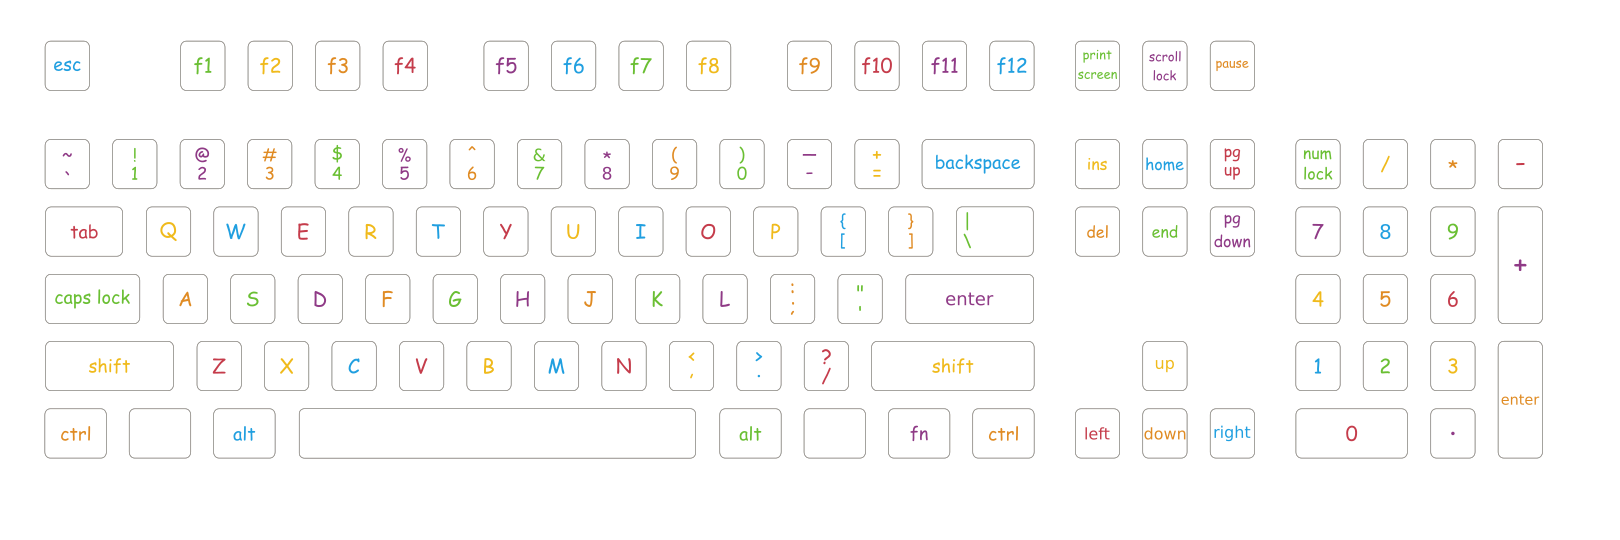 esc f1 f2 f3 f4 f5 f6 f7 f8 f9 f10 f11 f12 print screen scroll lock pause
~ ! @ # $ % ^ & * ( ) — + backspace ins home pg up num lock / * -
` 1 2 3 4 5 6 7 8 9 0 - =
tab Q W E R T Y U I O P { } | del end pg down 7 8 9 +
[ ] \
caps lock A S D F G H J K L : " enter 4 5 6
; '
shift Z X C V B N M < > ? shift up 1 2 3 enter
, . /
ctrl alt alt fn ctrl left down right 0 .